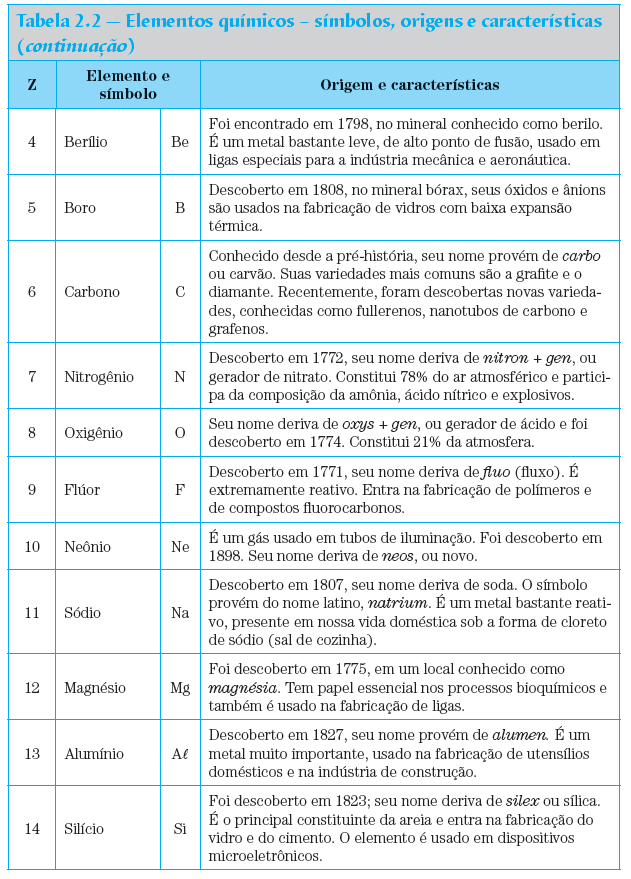 Tabela 2.2 — Elementos químicos – símbolos, origens e características
(continuação)
Z
Elemento e
símbolo
Origem e características
4
Berílio
Be
Foi encontrado em 1798, no mineral conhecido como berilo.
É um metal bastante leve, de alto ponto de fusão, usado em
ligas especiais para a indústria mecânica e aeronáutica.
5
Boro
B
Descoberto em 1808, no mineral bórax, seus óxidos e ânions
são usados na fabricação de vidros com baixa expansão
térmica.
6
Carbono
C
Conhecido desde a pré-história, seu nome provém de carbo
ou carvão. Suas variedades mais comuns são a grafite e o
diamante. Recentemente, foram descobertas novas varieda-
des, conhecidas como fullerenos, nanotubos de carbono e
grafenos.
7
Nitrogênio
N
Descoberto em 1772, seu nome deriva de nitron + gen, ou
gerador de nitrato. Constitui 78% do ar atmosférico e partici-
pa da composição da amônia, ácido nítrico e explosivos.
8
Oxigênio
O
Seu nome deriva de oxys + gen, ou gerador de ácido e foi
descoberto em 1774. Constitui 21% da atmosfera.
9
Flúor
F
Descoberto em 1771, seu nome deriva de fluo (fluxo). É
extremamente reativo. Entra na fabricação de polímeros e
de compostos fluorocarbonos.
10
Neônio
Ne
É um gás usado em tubos de iluminação. Foi descoberto em
1898. Seu nome deriva de neos, ou novo.
11
Sódio
Na
Descoberto em 1807, seu nome deriva de soda. O símbolo
provém do nome latino, natrium. É um metal bastante reati-
vo, presente em nossa vida doméstica sob a forma de cloreto
de sódio (sal de cozinha).
12
Magnésio
Mg
Foi descoberto em 1775, em um local conhecido como
magnésia. Tem papel essencial nos processos bioquímicos e
também é usado na fabricação de ligas.
13
Alumínio
Aℓ
Descoberto em 1827, seu nome provém de alumen. É um
metal muito importante, usado na fabricação de utensílios
domésticos e na indústria de construção.
14
Silício
Si
Foi descoberto em 1823; seu nome deriva de silex ou sílica.
É o principal constituinte da areia e entra na fabricação do
vidro e do cimento. O elemento é usado em dispositivos
microeletrônicos.